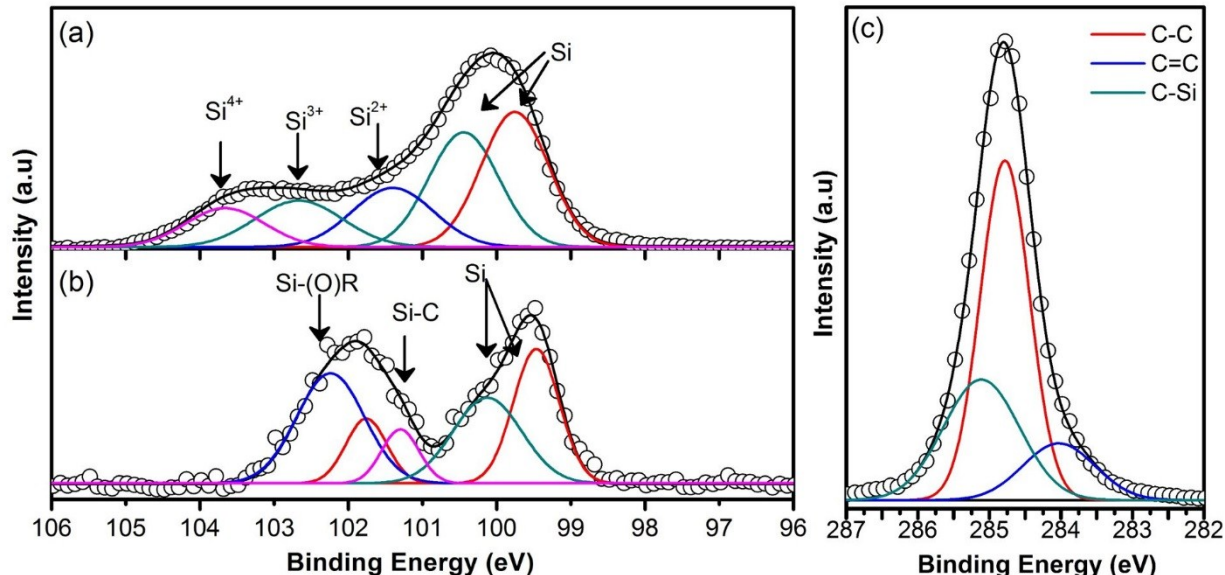 (a)
Si⁴⁺
Si³⁺
Si²⁺
Si
(b)
Si-(O)R
Si-C
Si
Intensity (a.u)
106 105 104 103 102 101 100 99 98 97 96
Binding Energy (eV)
(c)
C-C
C=C
C-Si
Intensity (a.u)
287 286 285 284 283 282
Binding Energy (eV)